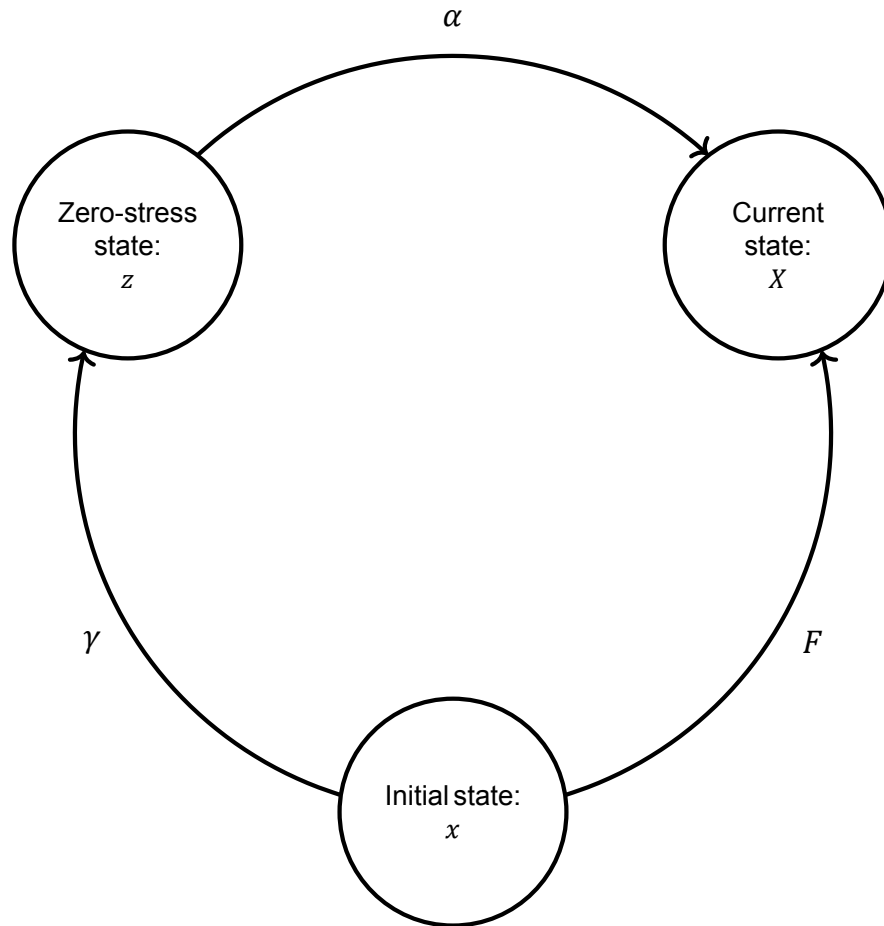 α
Zero-stress
state:
z
Current
state:
X
γ
F
Initial state:
x